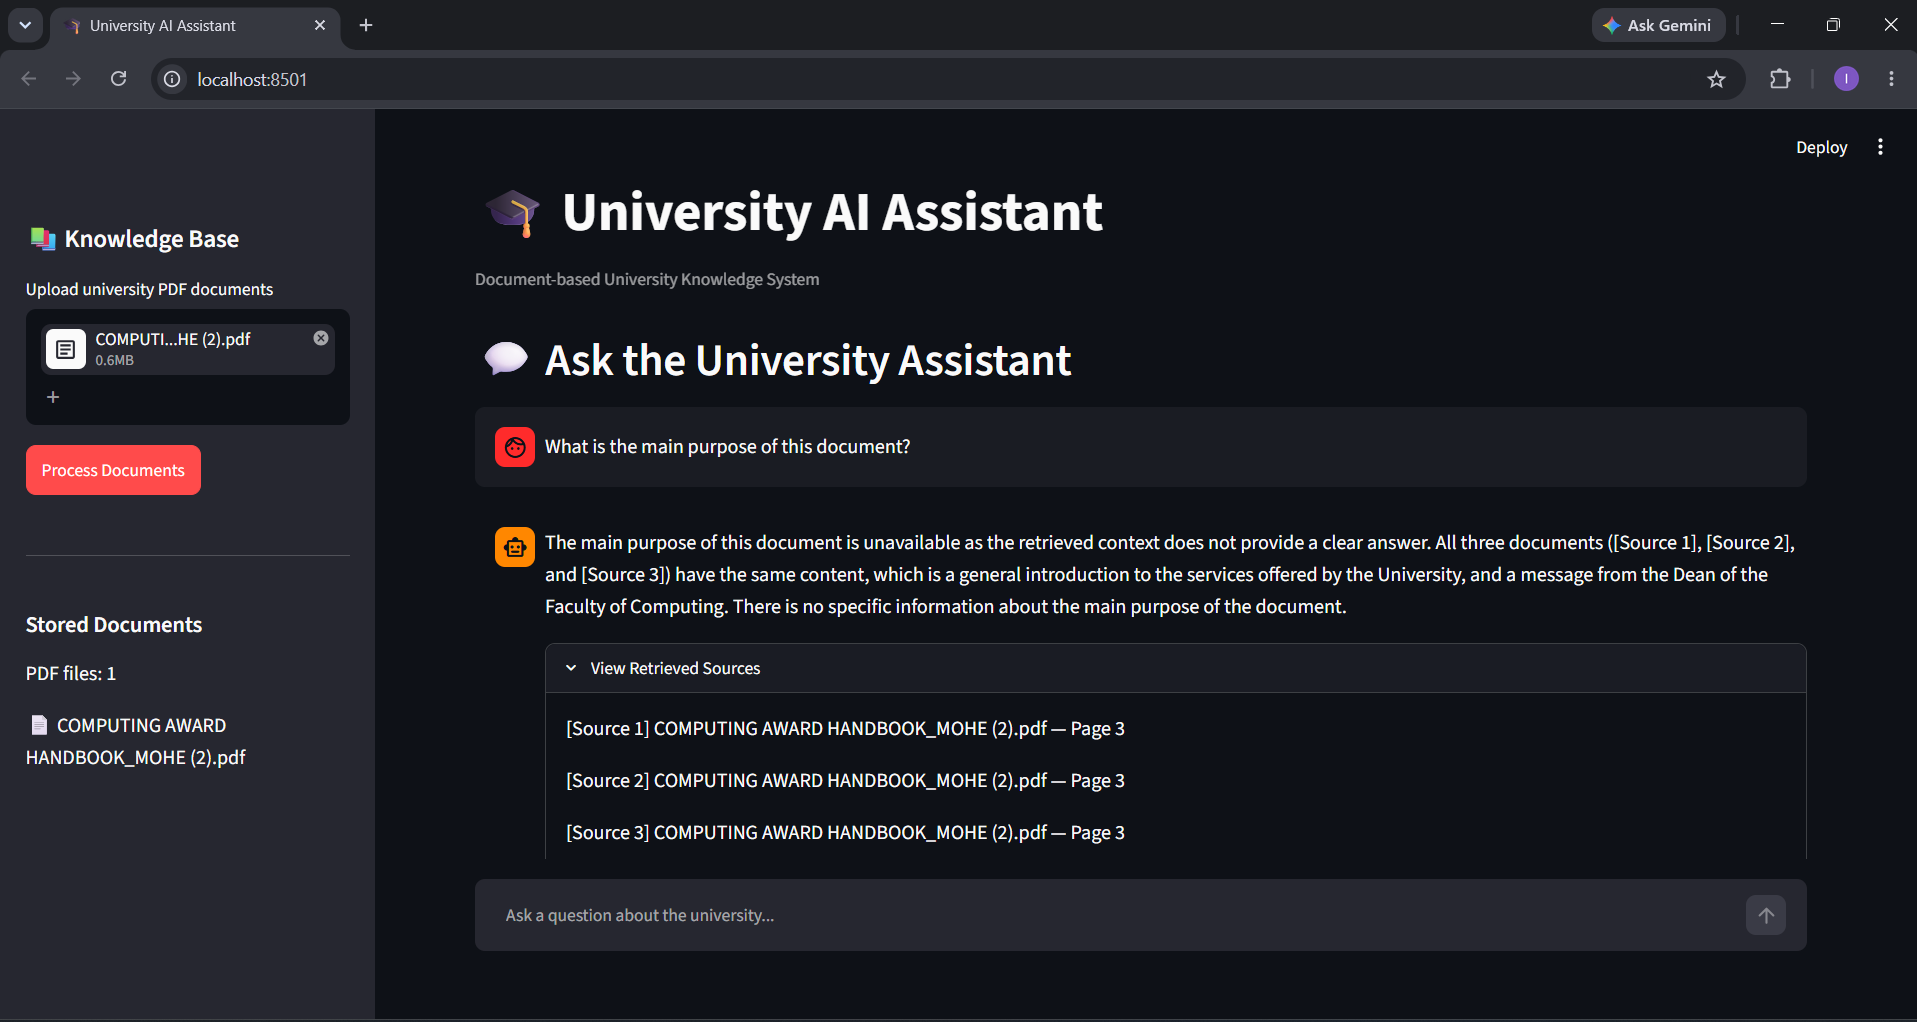 University AI Assistant
Ask Gemini
localhost:8501
I
Deploy
📚 Knowledge Base
Upload university PDF documents
COMPUTI...HE (2).pdf
0.6MB
Process Documents
Stored Documents
PDF files: 1
📄 COMPUTING AWARD
HANDBOOK_MOHE (2).pdf
🎓 University AI Assistant
Document-based University Knowledge System
💬 Ask the University Assistant
What is the main purpose of this document?
The main purpose of this document is unavailable as the retrieved context does not provide a clear answer. All three documents ([Source 1], [Source 2],
and [Source 3]) have the same content, which is a general introduction to the services offered by the University, and a message from the Dean of the
Faculty of Computing. There is no specific information about the main purpose of the document.
View Retrieved Sources
[Source 1] COMPUTING AWARD HANDBOOK_MOHE (2).pdf — Page 3
[Source 2] COMPUTING AWARD HANDBOOK_MOHE (2).pdf — Page 3
[Source 3] COMPUTING AWARD HANDBOOK_MOHE (2).pdf — Page 3
Ask a question about the university...